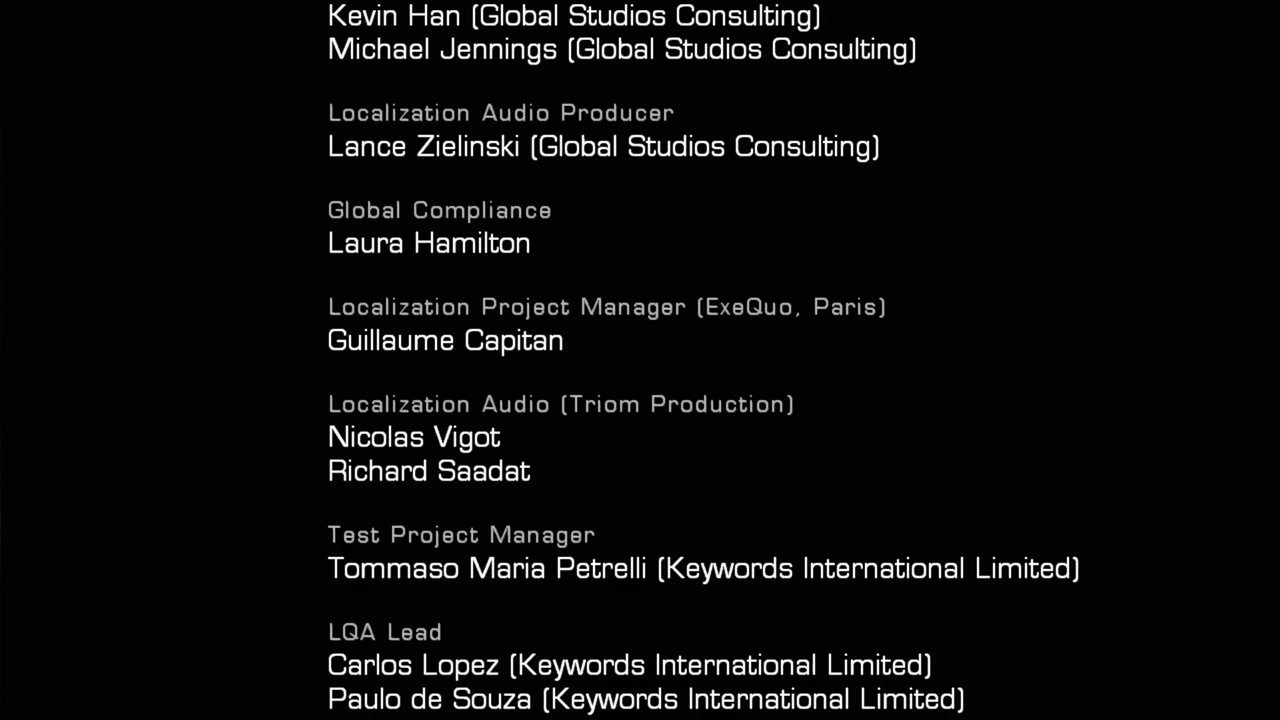 Kevin Han (Global Studios Consulting)
Michael Jennings (Global Studios Consulting)
Localization Audio Producer
Lance Zielinski (Global Studios Consulting)
Global Compliance
Laura Hamilton
Localization Project Manager (ExeQuo, Paris)
Guillaume Capitan
Localization Audio (Triom Production)
Nicolas Vigot
Richard Saadat
Test Project Manager
Tommaso Maria Petrelli (Keywords International Limited)
LQA Lead
Carlos Lopez (Keywords International Limited)
Paulo de Souza (Keywords International Limited)